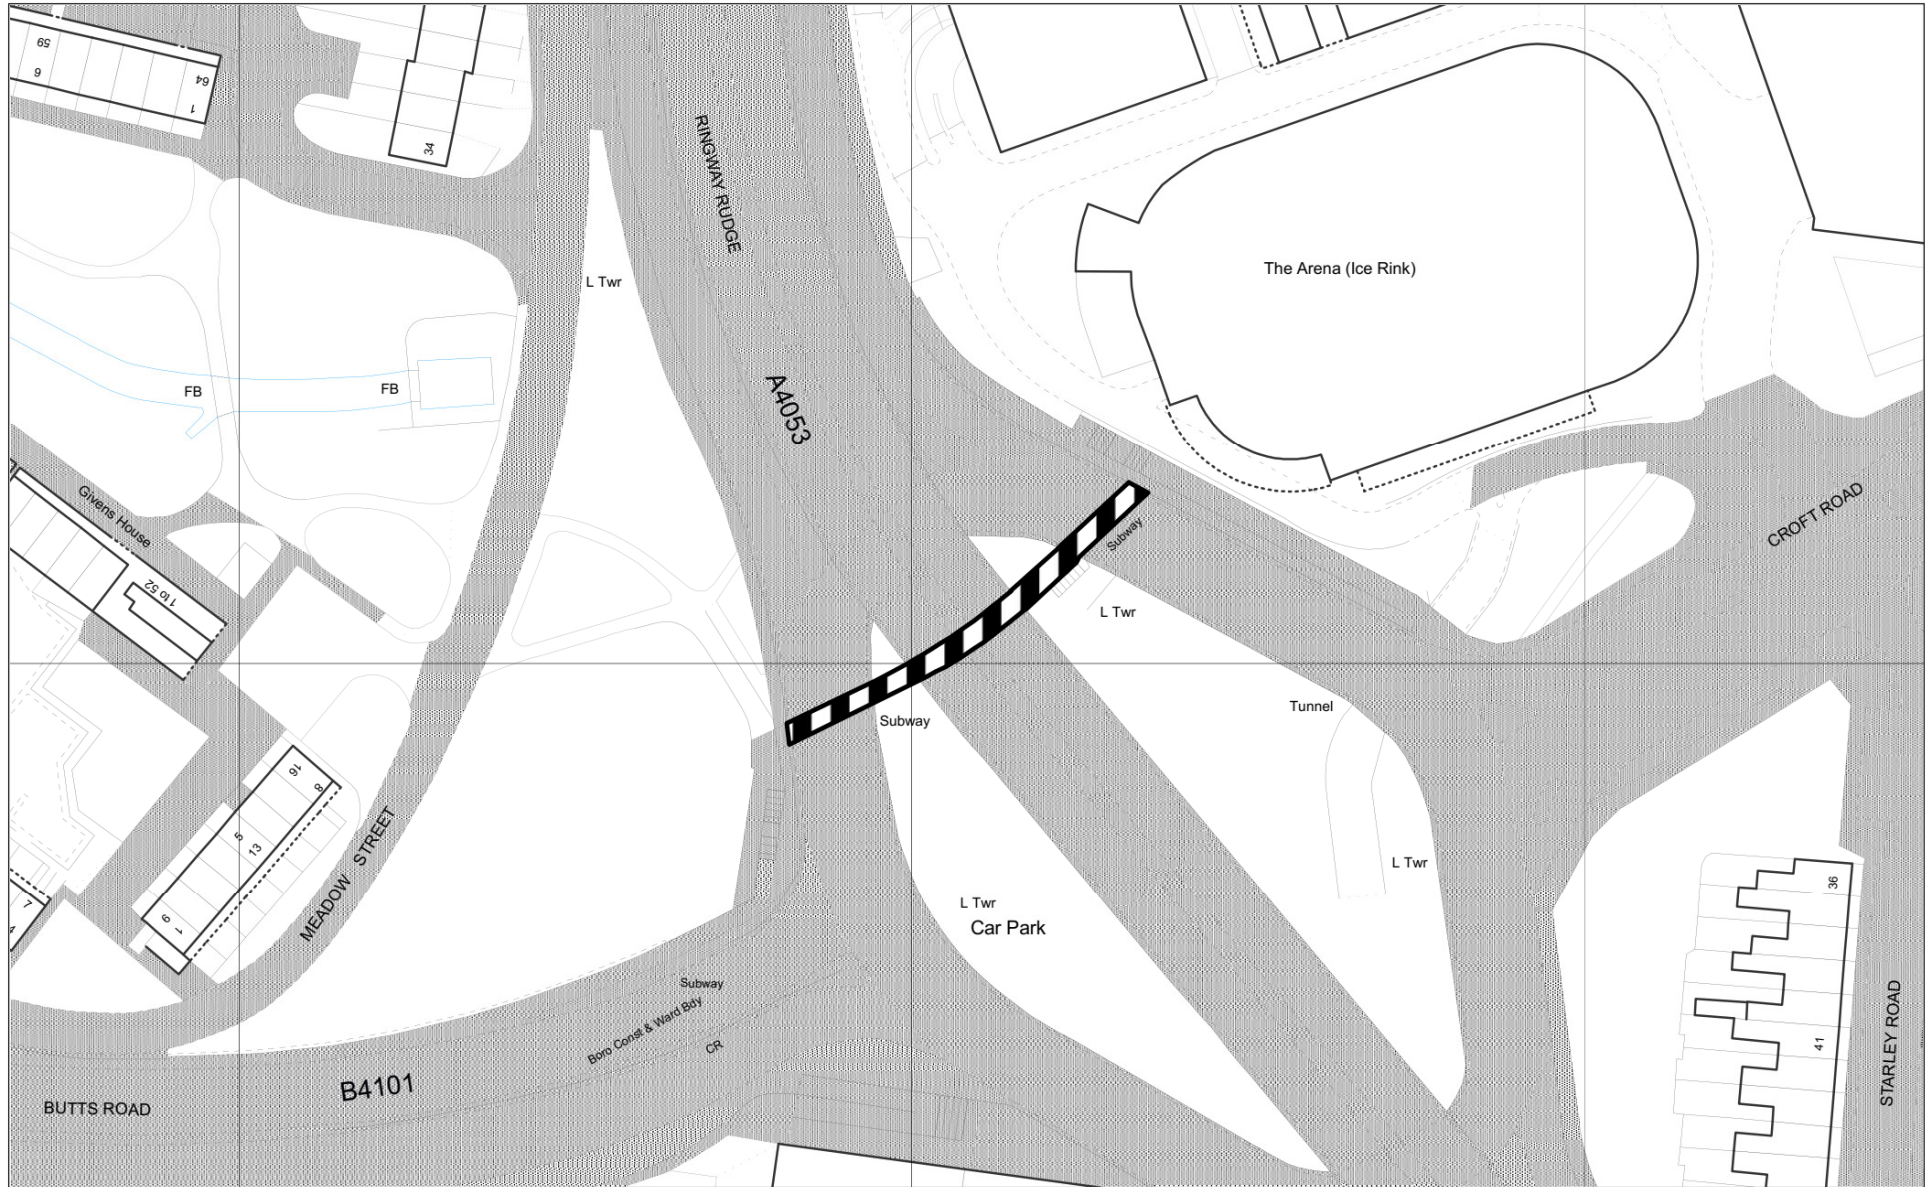 59
6
64
1
34
RINGWAY RUDGE
L Twr
The Arena (Ice Rink)
FB
FB
A4053
Givens House
1 to 52
Subway
CROFT ROAD
L Twr
Subway
Tunnel
16
8
5
13
6
1
MEADOW STREET
7
L Twr
36
L Twr
Car Park
Subway
Boro Const & Ward Bdy
CR
41
STARLEY ROAD
B4101
BUTTS ROAD